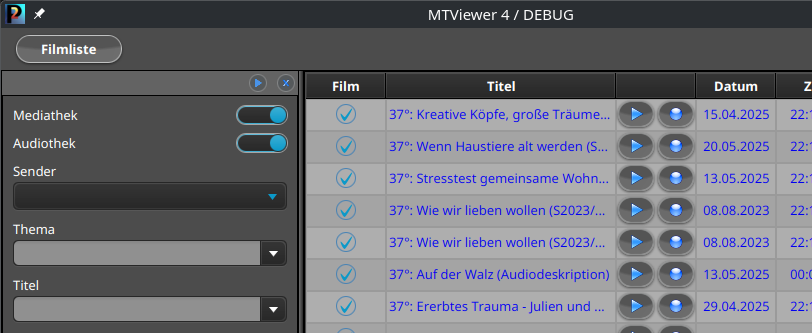 MTViewer 4 / DEBUG
Filmliste
Mediathek
Audiothek
Sender
Thema
Titel
Film Titel Datum Z
37°: Kreative Köpfe, große Träume... 15.04.2025 22:1
37°: Wenn Haustiere alt werden (S... 20.05.2025 22:1
37°: Stresstest gemeinsame Wohn... 13.05.2025 22:1
37°: Wie wir lieben wollen (S2023/... 08.08.2023 22:1
37°: Wie wir lieben wollen (S2023/... 08.08.2023 22:1
37°: Auf der Walz (Audiodeskription) 13.05.2025 00:0
37°: Ererbtes Trauma - Julien und ... 29.04.2025 22:1